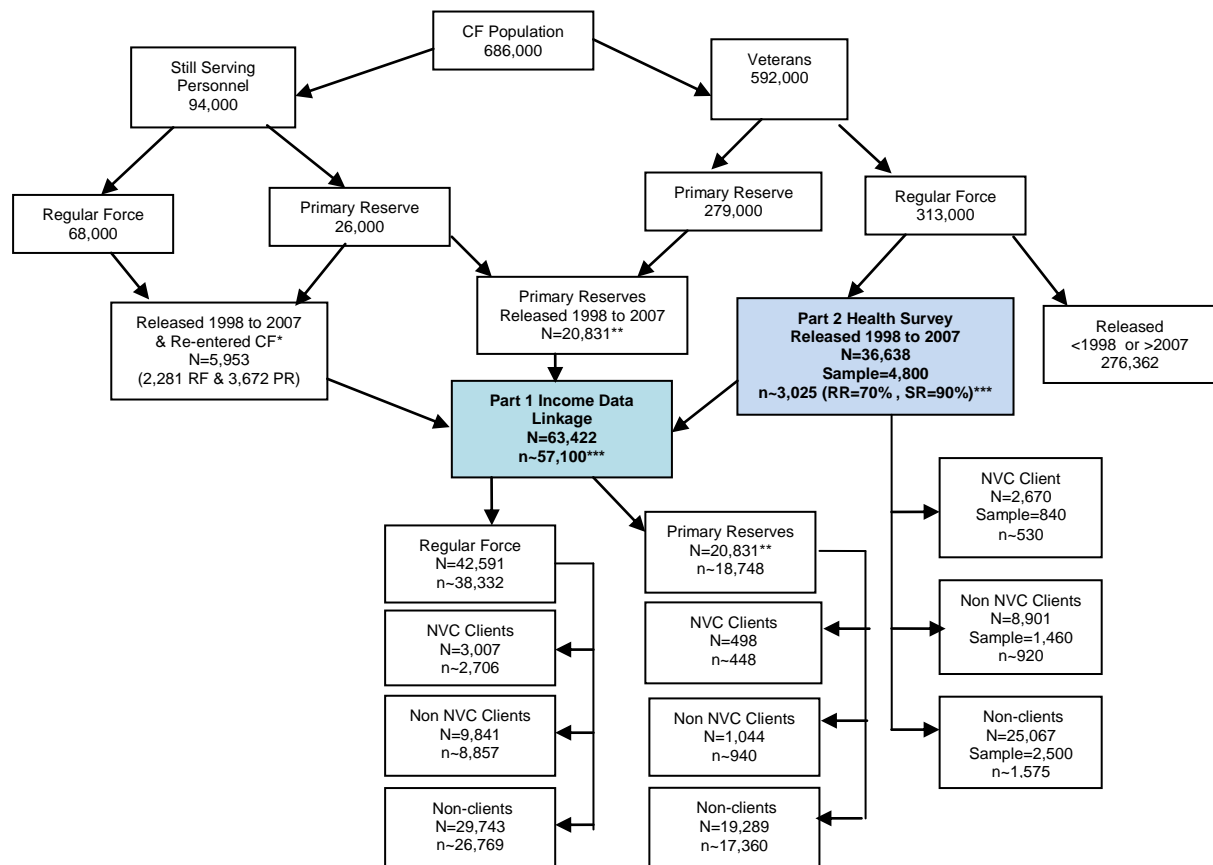 CF Population
686,000
Still Serving
Personnel
94,000
Veterans
592,000
Regular Force
68,000
Primary Reserve
26,000
Primary Reserve
279,000
Regular Force
313,000
Released 1998 to 2007
& Re-entered CF*
N=5,953
(2,281 RF & 3,672 PR)
Primary Reserves
Released 1998 to 2007
N=20,831**
Part 2 Health Survey
Released 1998 to 2007
N=36,638
Sample=4,800
n~3,025 (RR=70% , SR=90%)***
Released
<1998 or >2007
276,362
Part 1 Income Data
Linkage
N=63,422
n~57,100***
Regular Force
N=42,591
n~38,332
NVC Clients
N=3,007
n~2,706
Non NVC Clients
N=9,841
n~8,857
Non-clients
N=29,743
n~26,769
Primary Reserves
N=20,831**
n~18,748
NVC Clients
N=498
n~448
Non NVC Clients
N=1,044
n~940
Non-clients
N=19,289
n~17,360
NVC Client
N=2,670
Sample=840
n~530
Non NVC Clients
N=8,901
Sample=1,460
n~920
Non-clients
N=25,067
Sample=2,500
n~1,575